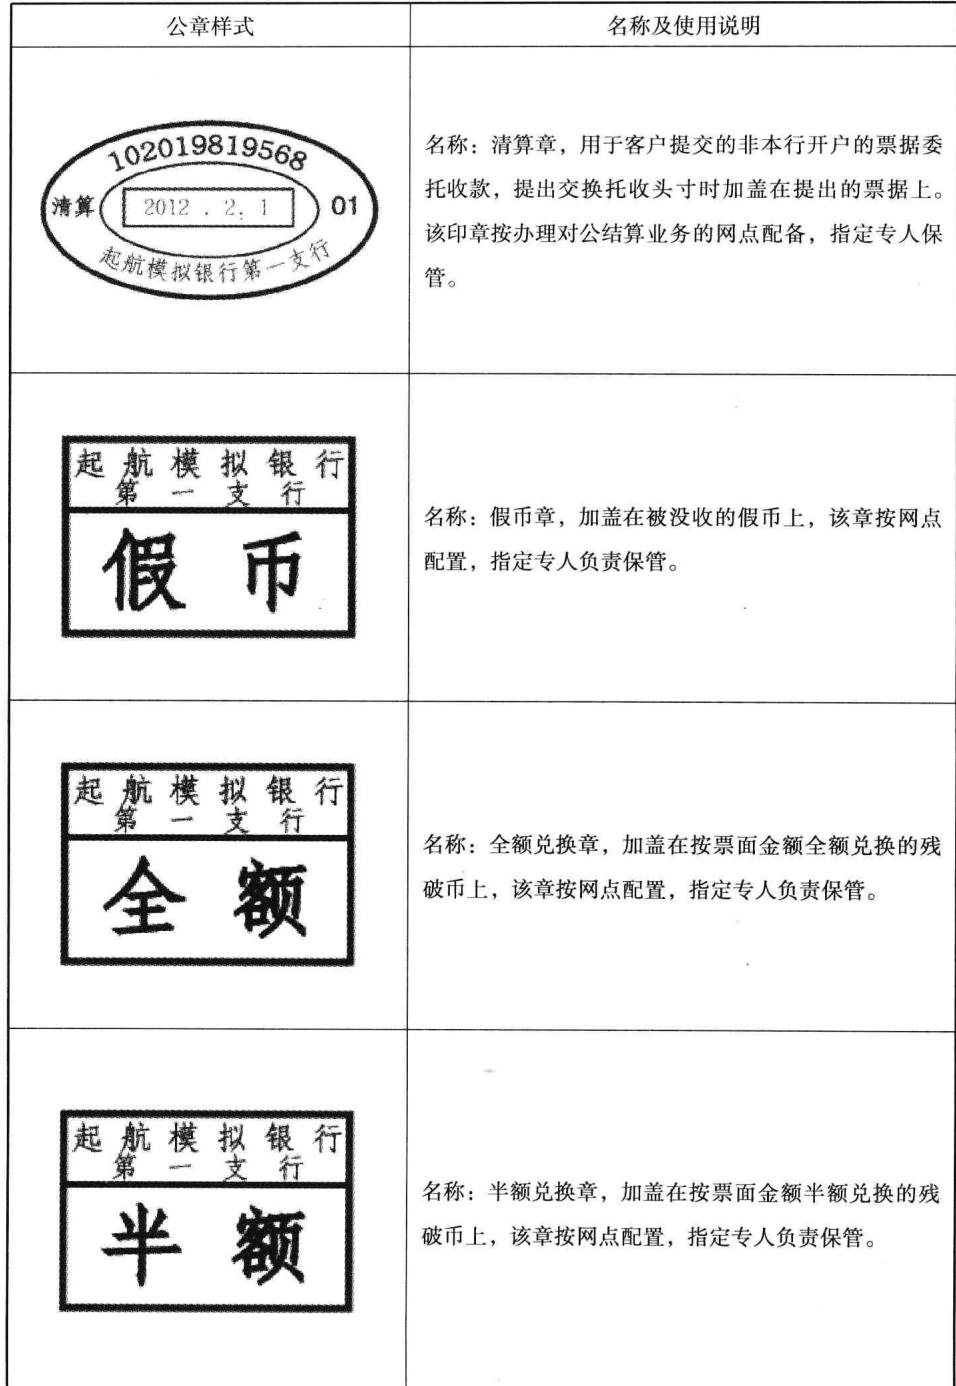 公章样式
名称及使用说明
102019819568
清算
2012 . 2. 1
01
起航模拟银行第一支行
名称：清算章，用于客户提交的非本行开户的票据委
托收款，提出交换托收头寸时加盖在提出的票据上。
该印章按办理对公结算业务的网点配备，指定专人保
管。
起航模拟银行
第一支行
假币
名称：假币章，加盖在被没收的假币上，该章按网点
配置，指定专人负责保管。
起航模拟银行
第一支行
全额
名称：全额兑换章，加盖在按票面金额全额兑换的残
破币上，该章按网点配置，指定专人负责保管。
起航模拟银行
第一支行
半额
名称：半额兑换章，加盖在按票面金额半额兑换的残
破币上，该章按网点配置，指定专人负责保管。